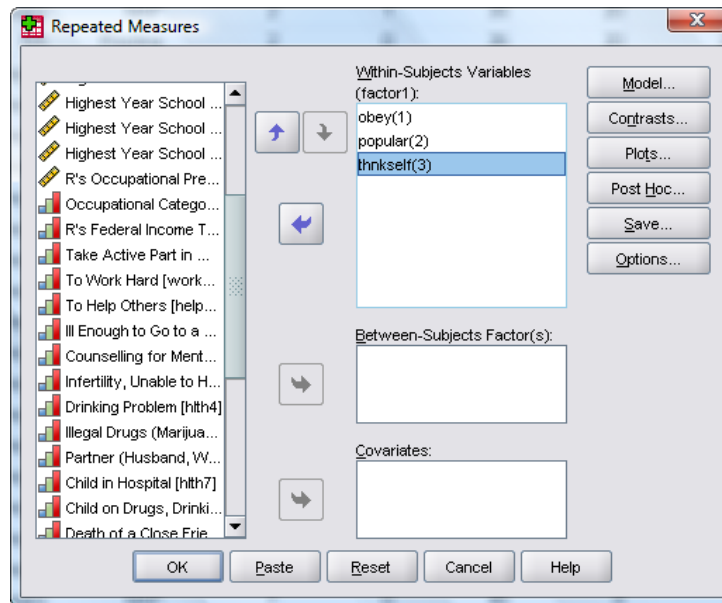 Repeated Measures
Highest Year School ...
Highest Year School ...
Highest Year School ...
R's Occupational Pre...
Occupational Catego...
R's Federal Income T...
Take Active Part in ...
To Work Hard [work...
To Help Others [help...
Ill Enough to Go to a ...
Counselling for Ment...
Infertility, Unable to H...
Drinking Problem [hlth4]
Illegal Drugs (Marijua...
Partner (Husband, W...
Child in Hospital [hlth7]
Child on Drugs, Drinki...
Death of a Close Frie
Within-Subjects Variables
(factor1):
obey(1)
popular(2)
thnkself(3)
Between-Subjects Factor(s):
Covariates:
Model...
Contrasts...
Plots...
Post Hoc...
Save...
Options...
OK
Paste
Reset
Cancel
Help